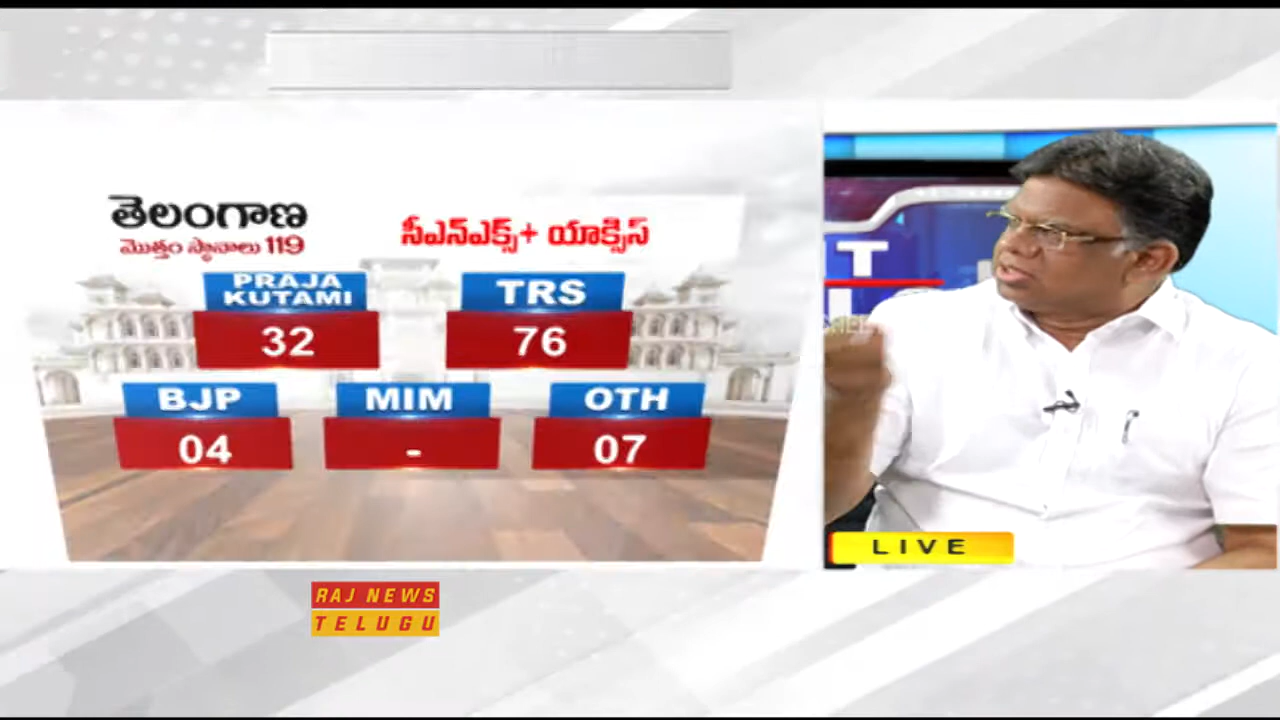 తెలంగాణ
మొత్తం స్థానాలు 119
సీఎన్ఎక్స్+ యాక్సిస్
PRAJA
KUTAMI
32
TRS
76
BJP
04
MIM
-
OTH
07
LIVE
RAJ NEWS
TELUGU